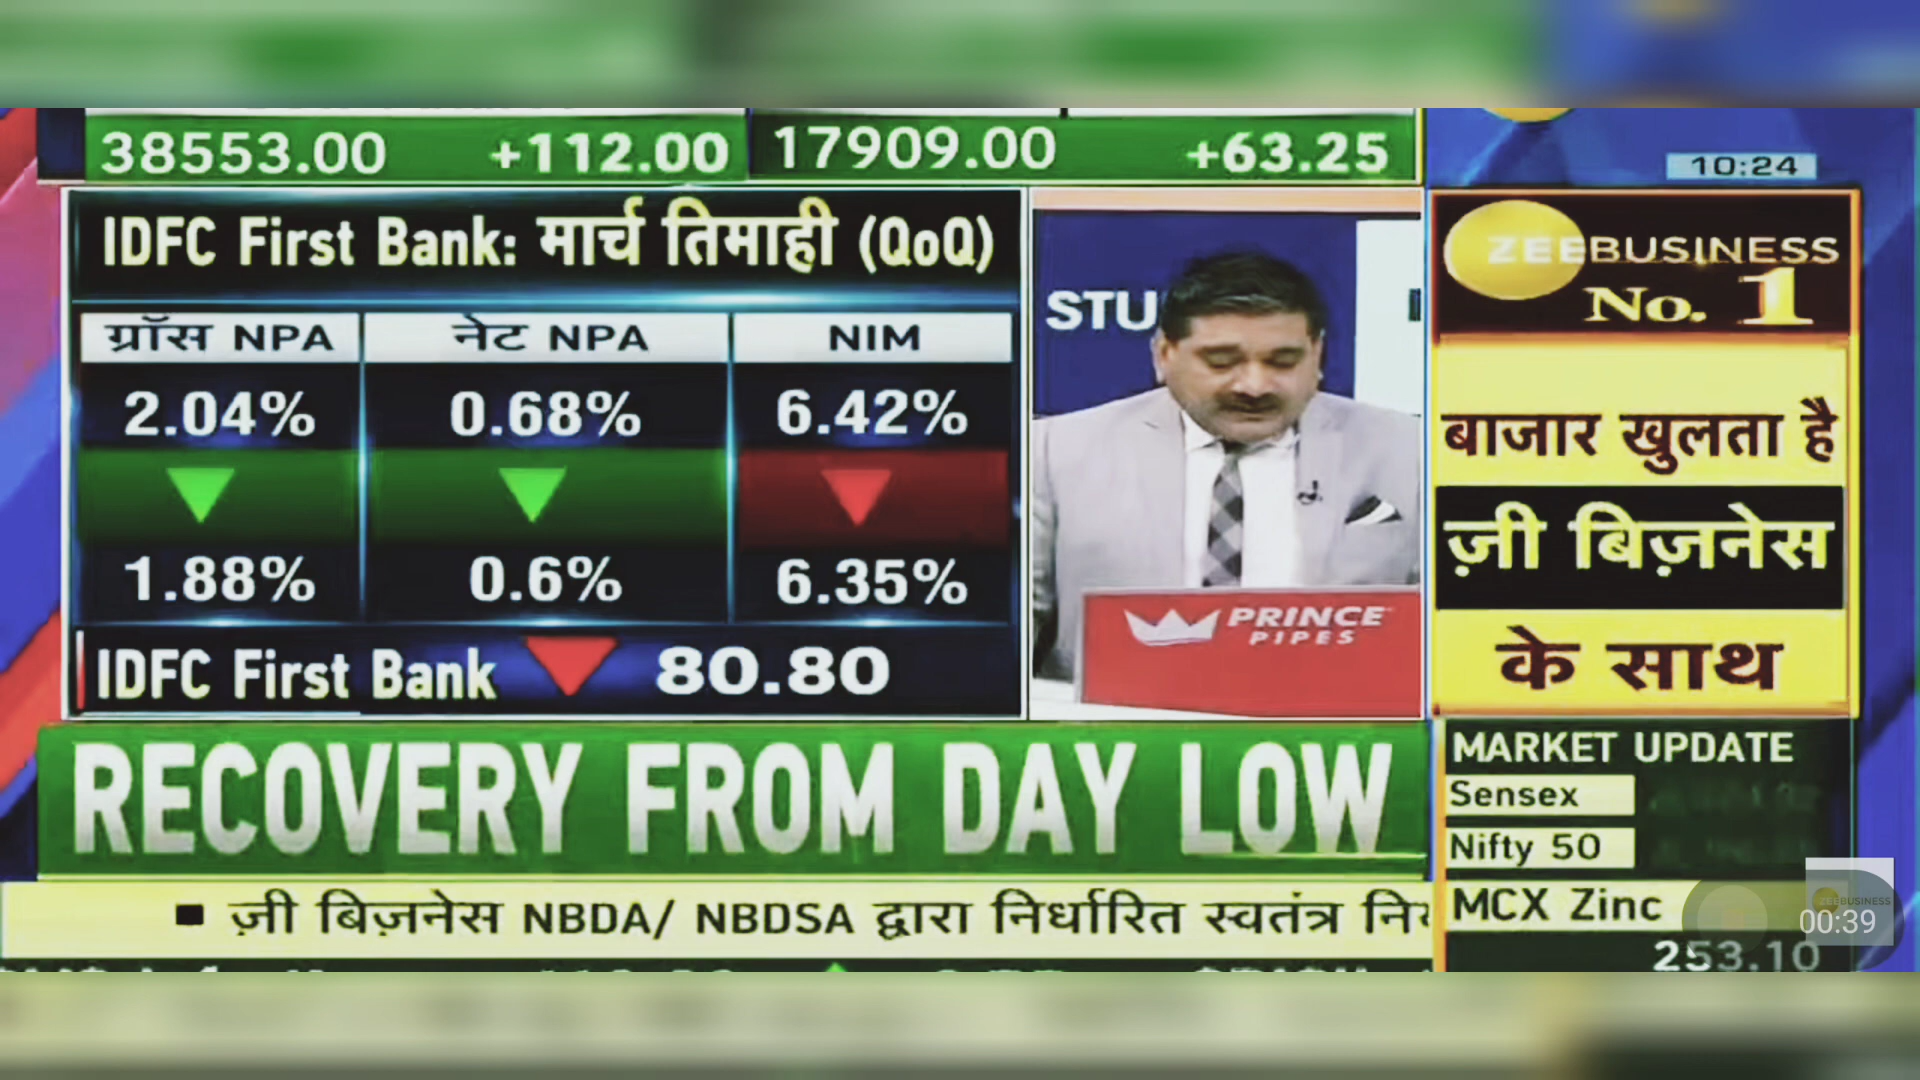 38553.00 +112.00 17909.00 +63.25
10:24
IDFC First Bank: मार्च तिमाही (QoQ)
ग्रॉस NPA नेट NPA NIM
2.04% 0.68% 6.42%
1.88% 0.6% 6.35%
IDFC First Bank 80.80
STU
PRINCE
PIPES
ZEEBUSINESS
No. 1
बाजार खुलता है
ज़ी बिज़नेस
के साथ
RECOVERY FROM DAY LOW
MARKET UPDATE
Sensex
Nifty 50
MCX Zinc
ZEEBUSINESS
00:39
253.10
ज़ी बिज़नेस NBDA/ NBDSA द्वारा निर्धारित स्वतंत्र